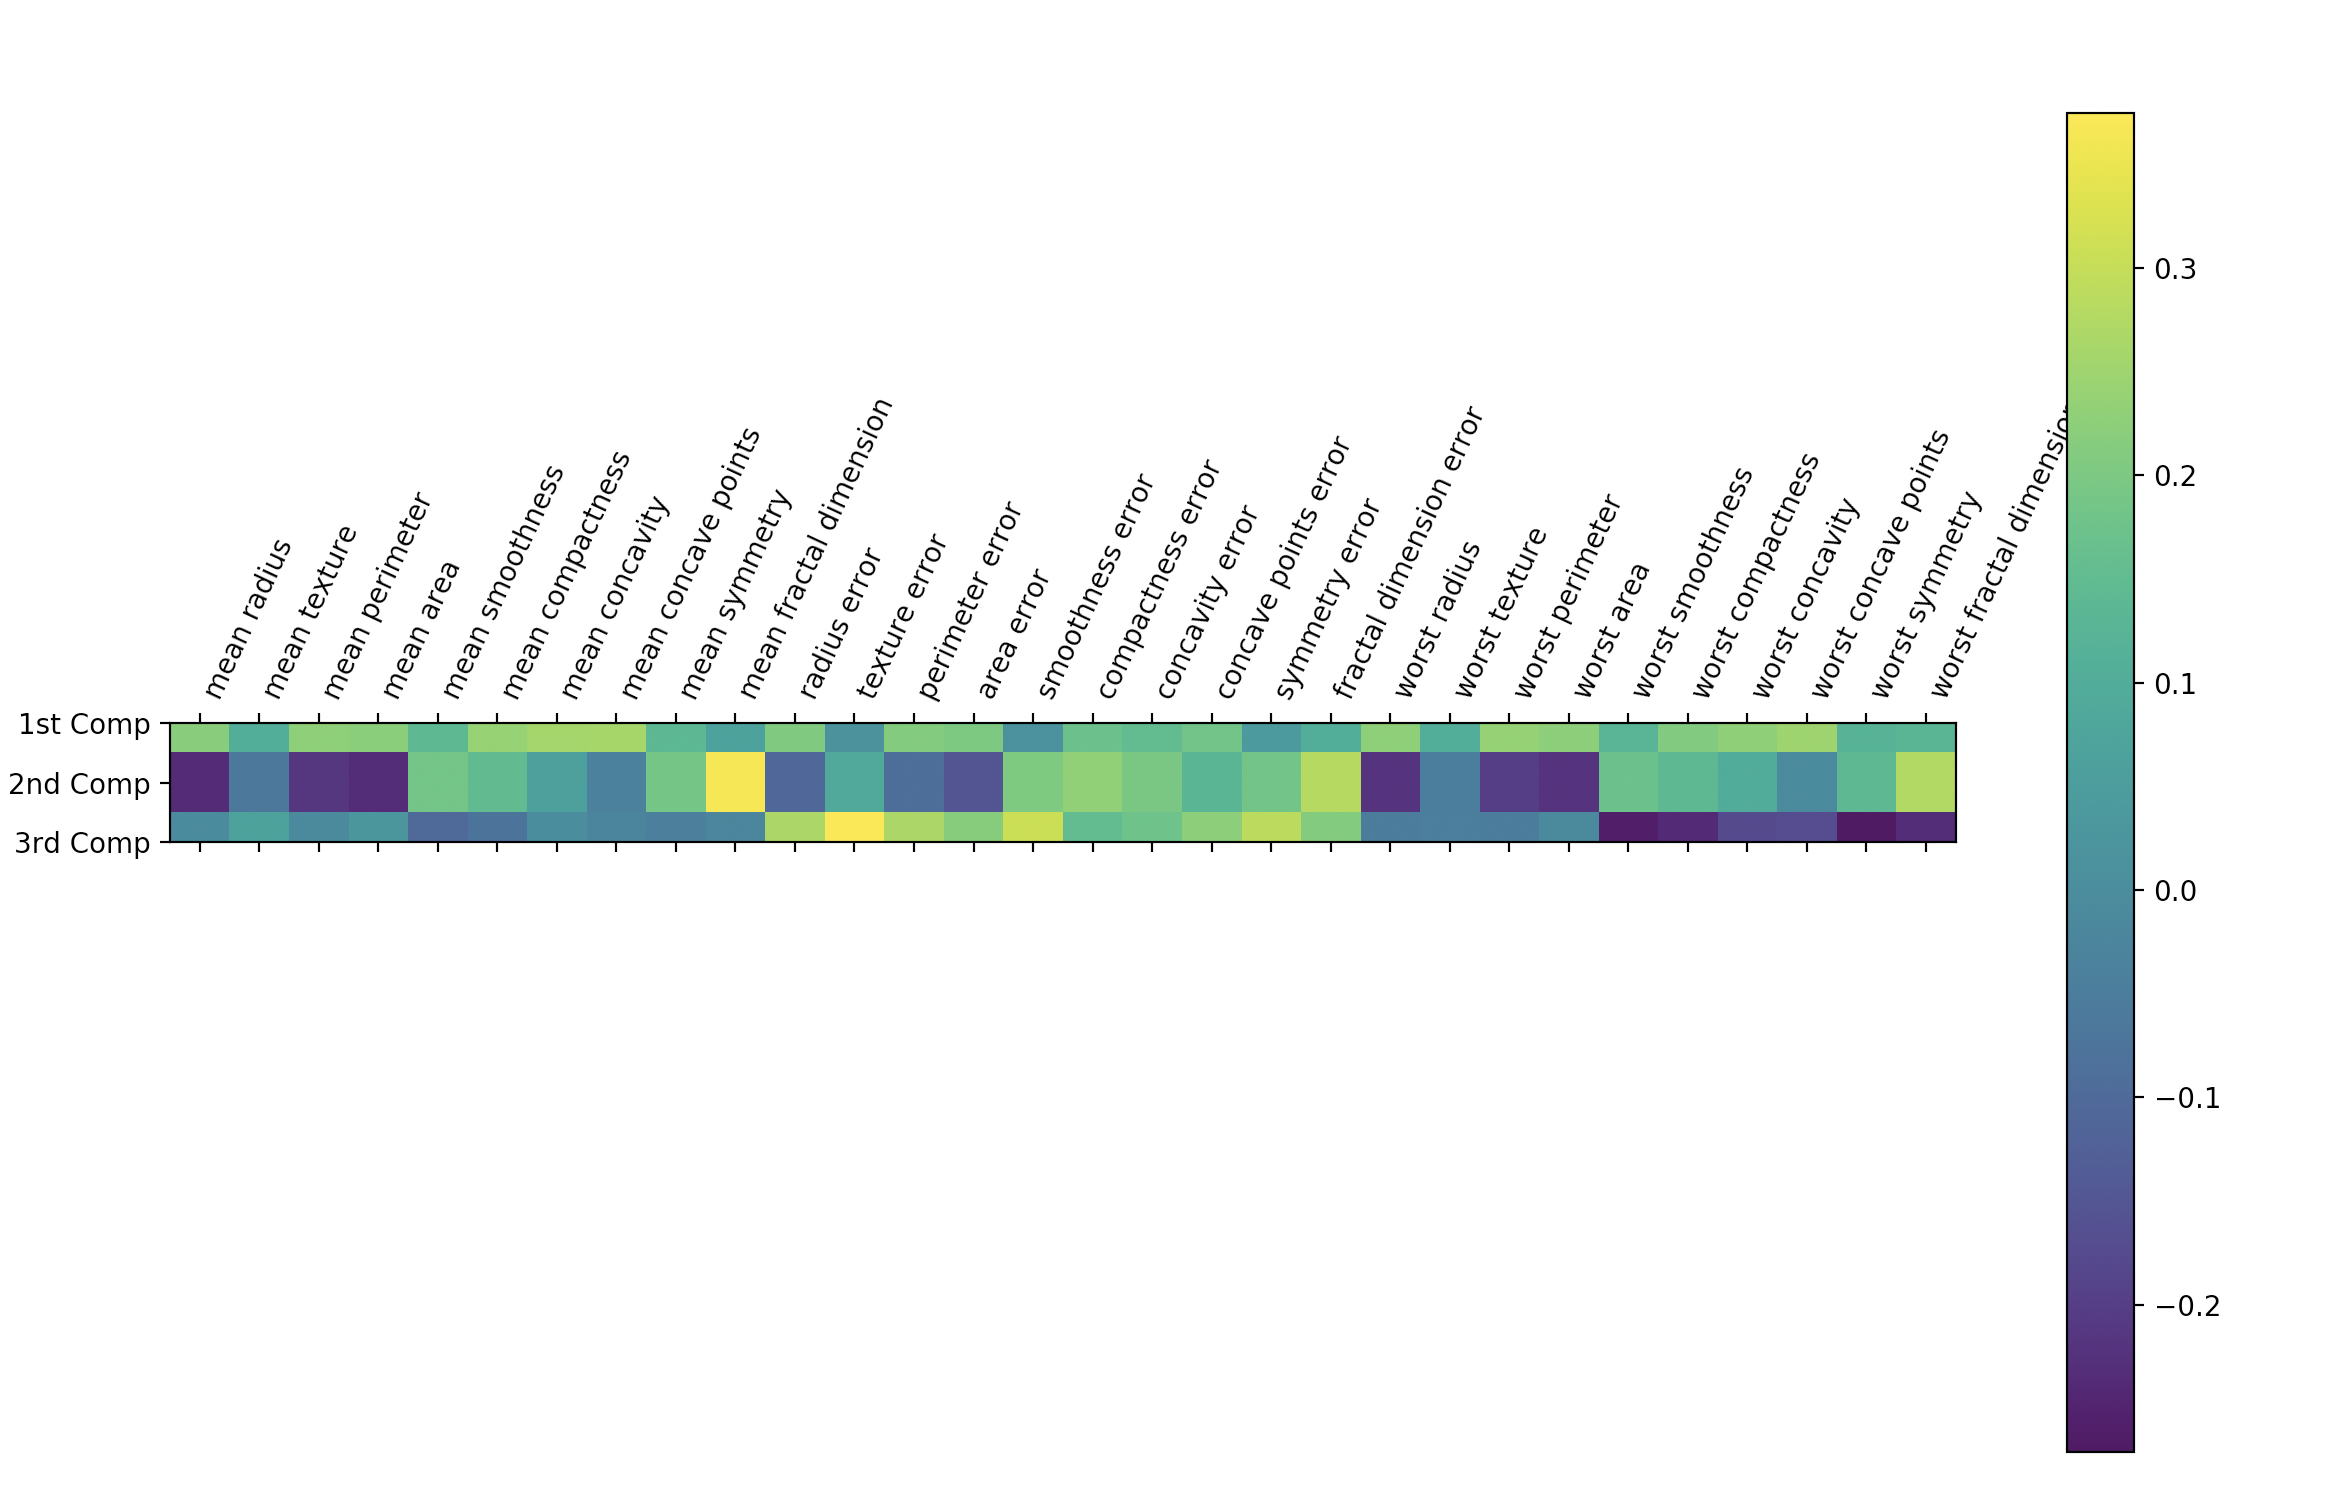 mean radius
mean texture
mean perimeter
mean area
mean smoothness
mean compactness
mean concavity
mean concave points
mean symmetry
mean fractal dimension
radius error
texture error
perimeter error
area error
smoothness error
compactness error
concavity error
concave points error
symmetry error
fractal dimension error
worst radius
worst texture
worst perimeter
worst area
worst smoothness
worst compactness
worst concavity
worst concave points
worst symmetry
worst fractal dimension
1st Comp
2nd Comp
3rd Comp
0.3
0.2
0.1
0.0
−0.1
−0.2